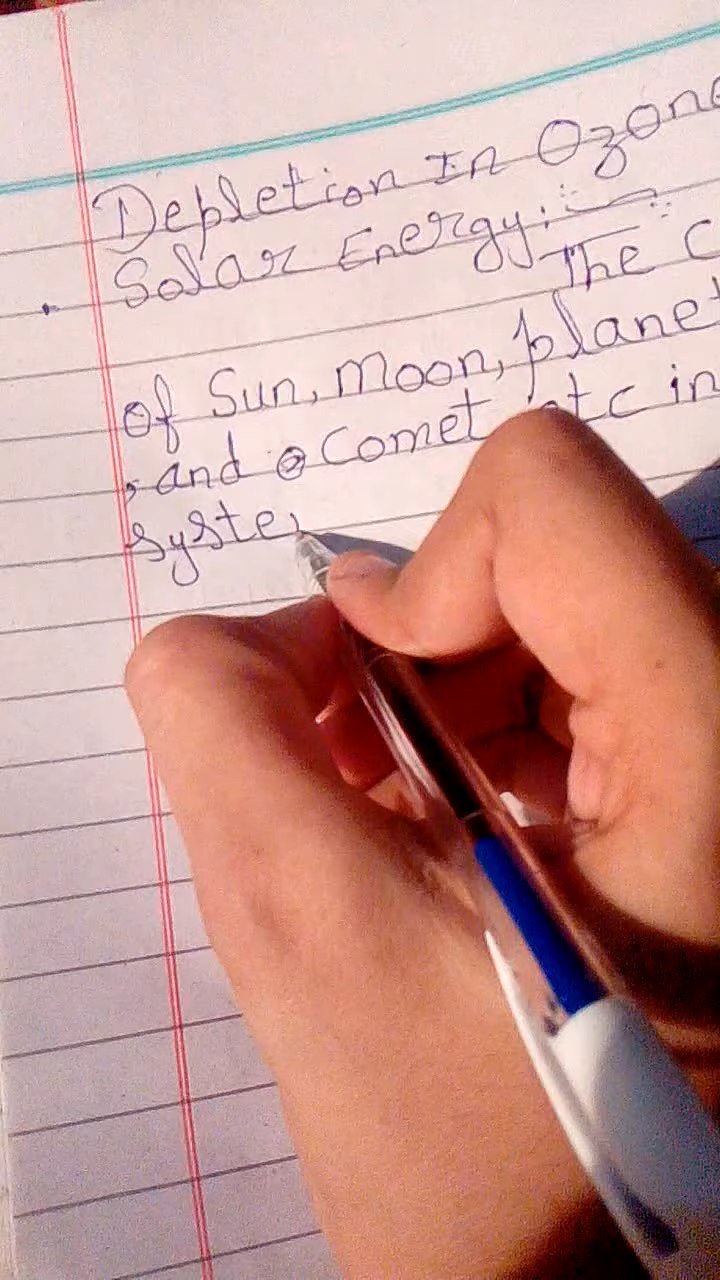 Depletion In Ozone
Solar Energy:-
The C
of Sun, Moon, planet
, and Comet etc in
syste